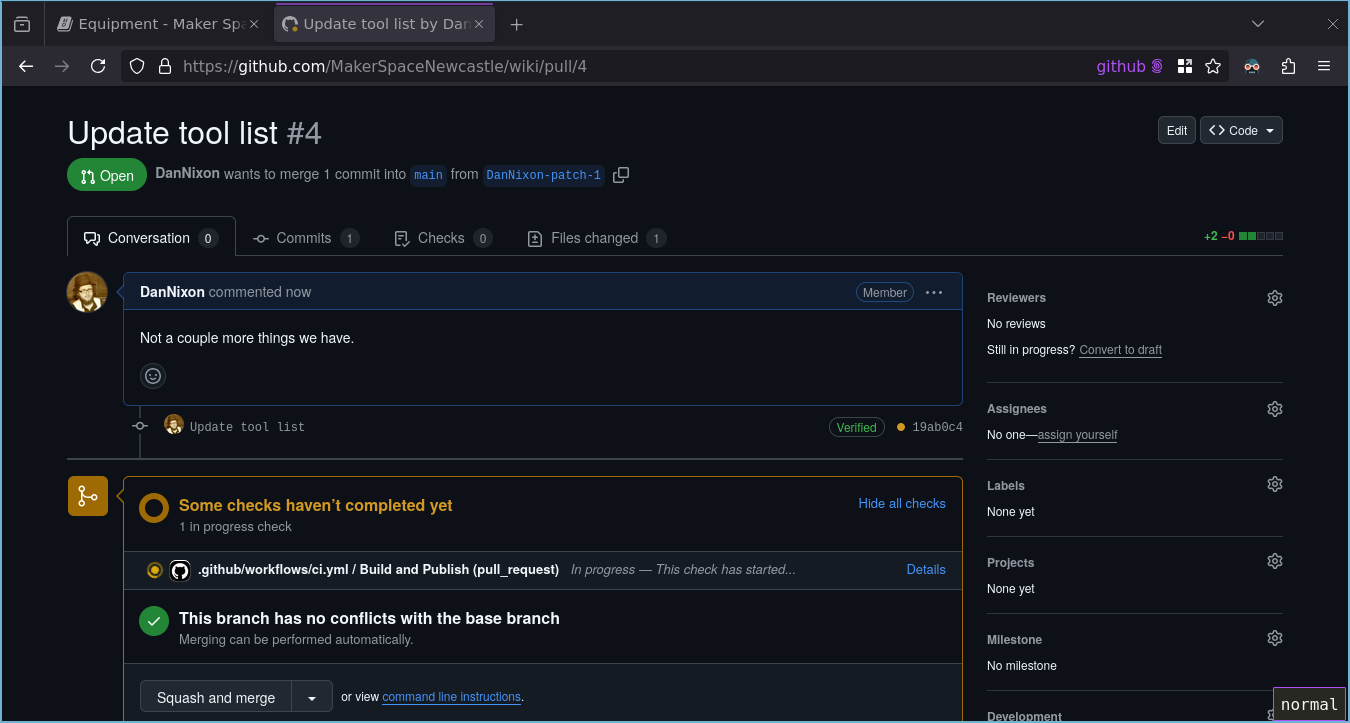 Equipment - Maker Spa
Update tool list by Dan
https://github.com/MakerSpaceNewcastle/wiki/pull/4
github
Update tool list #4
Edit
Code
Open
DanNixon wants to merge 1 commit into main from DanNixon-patch-1
Conversation 0
Commits 1
Checks 0
Files changed 1
+2 −0
DanNixon commented now
Member
Not a couple more things we have.
Update tool list
Verified
19ab0c4
Some checks haven’t completed yet
1 in progress check
Hide all checks
.github/workflows/ci.yml / Build and Publish (pull_request) In progress — This check has started...
Details
This branch has no conflicts with the base branch
Merging can be performed automatically.
Squash and merge
or view command line instructions.
Reviewers
No reviews
Still in progress? Convert to draft
Assignees
No one—assign yourself
Labels
None yet
Projects
None yet
Milestone
No milestone
Development
normal